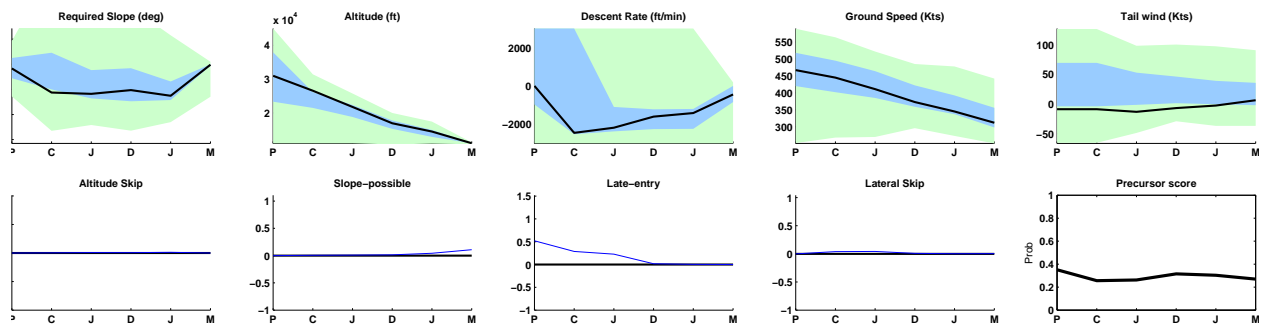 Required Slope (deg)
P C J D J M
Altitude (ft)
x 10^4
4
3
2
P C J D J M
Descent Rate (ft/min)
2000
0
−2000
P C J D J M
Ground Speed (Kts)
550
500
450
400
350
300
P C J D J M
Tail wind (Kts)
100
50
0
−50
P C J D J M
Altitude Skip
P C J D J M
Slope−possible
1
0.5
0
−0.5
−1
P C J D J M
Late−entry
1.5
1
0.5
0
−0.5
−1
P C J D J M
Lateral Skip
1
0.5
0
−0.5
−1
P C J D J M
Precursor score
Prob
1
0.8
0.6
0.4
0.2
0
P C J D J M